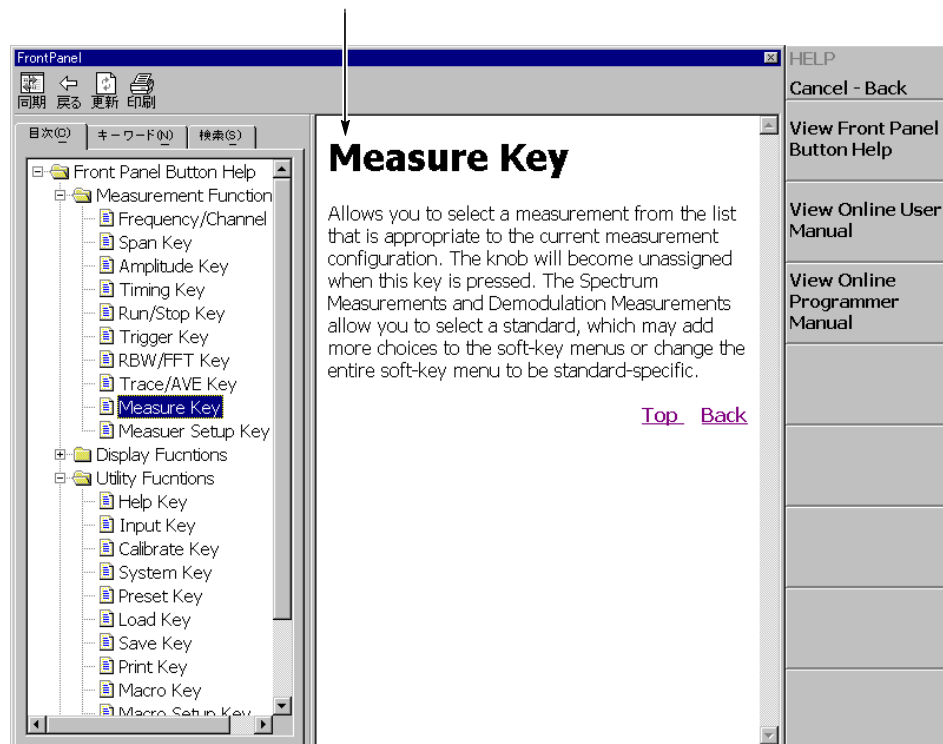 FrontPanel
同期 戻る 更新 印刷
目次(C) キーワード(N) 検索(S)
Front Panel Button Help
Measurement Function
Frequency/Channel
Span Key
Amplitude Key
Timing Key
Run/Stop Key
Trigger Key
RBW/FFT Key
Trace/AVE Key
Measure Key
Measuer Setup Key
Display Fucntions
Utility Fucntions
Help Key
Input Key
Calibrate Key
System Key
Preset Key
Load Key
Save Key
Print Key
Macro Key
Macro Setup Key
Measure Key
Allows you to select a measurement from the list
that is appropriate to the current measurement
configuration. The knob will become unassigned
when this key is pressed. The Spectrum
Measurements and Demodulation Measurements
allow you to select a standard, which may add
more choices to the soft-key menus or change the
entire soft-key menu to be standard-specific.
Top Back
HELP
Cancel - Back
View Front Panel
Button Help
View Online User
Manual
View Online
Programmer
Manual